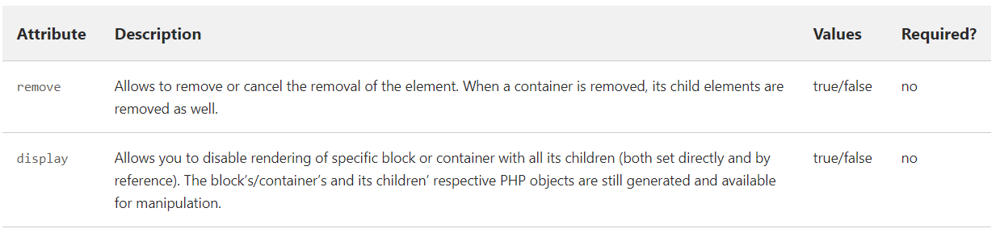 Attribute Description Values Required?
remove Allows to remove or cancel the removal of the element. When a container is removed, its child elements are true/false no
removed as well.
display Allows you to disable rendering of specific block or container with all its children (both set directly and by true/false no
reference). The block’s/container’s and its children’ respective PHP objects are still generated and available
for manipulation.